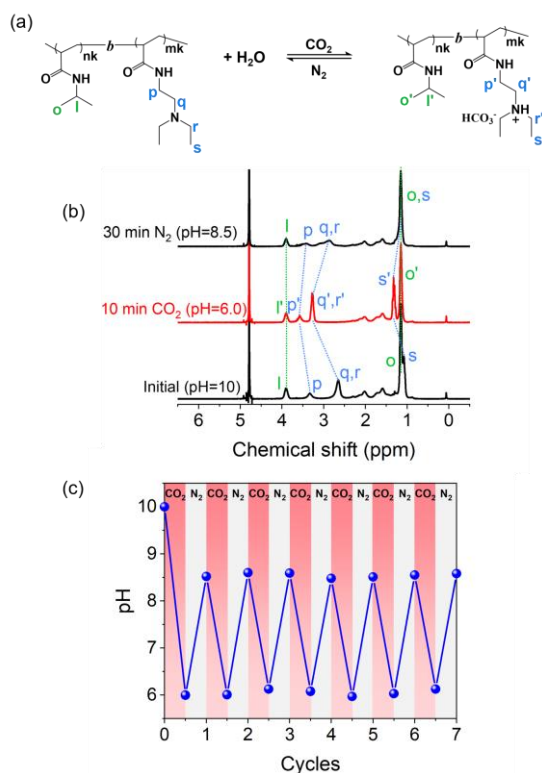 (a)
b
nk
mk
O
NH
O
NH
o
l
p
q
N
r
s
+ H₂O
CO₂
N₂
b
nk
mk
O
NH
O
NH
o'
l'
p'
q'
HCO₃⁻
NH
+
r'
s'
(b)
30 min N₂ (pH=8.5)
l
p
q,r
o,s
10 min CO₂ (pH=6.0)
l'
p'
q',r'
s'
o'
Initial (pH=10)
l
p
q,r
o
s
6 5 4 3 2 1 0
Chemical shift (ppm)
(c)
CO₂ N₂ CO₂ N₂ CO₂ N₂ CO₂ N₂ CO₂ N₂ CO₂ N₂ CO₂ N₂
10
9
8
7
6
pH
0 1 2 3 4 5 6 7
Cycles